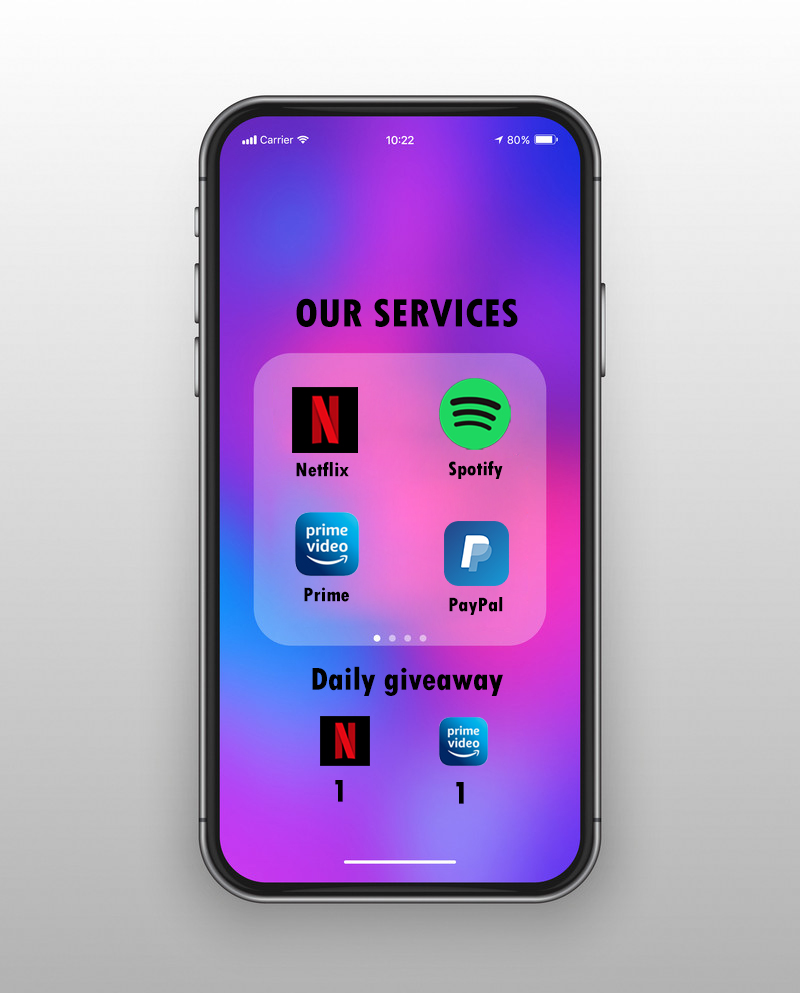 Carrier 10:22 80%
OUR SERVICES
N
Netflix Spotify
prime
video
P
Prime PayPal
Daily giveaway
N prime
video
1 1